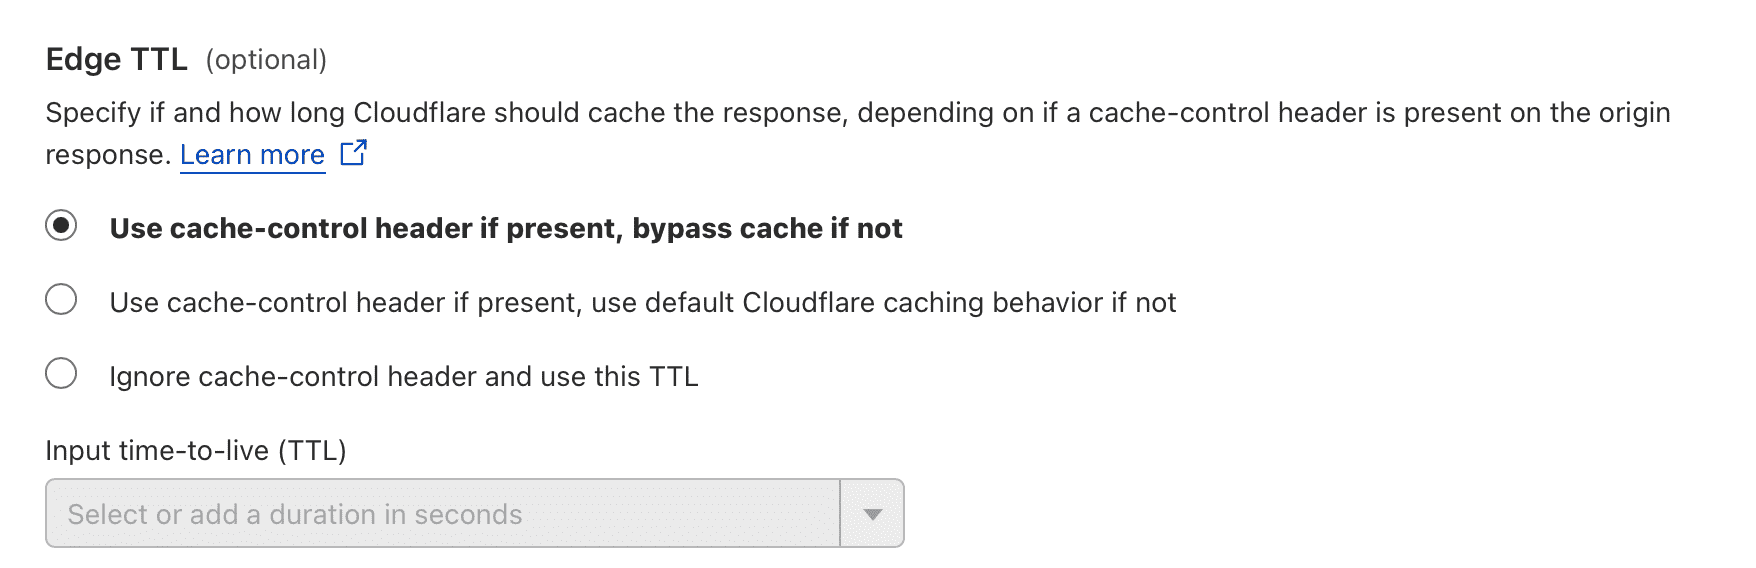 Edge TTL (optional)
Specify if and how long Cloudflare should cache the response, depending on if a cache-control header is present on the origin
response. Learn more
Use cache-control header if present, bypass cache if not
Use cache-control header if present, use default Cloudflare caching behavior if not
Ignore cache-control header and use this TTL
Input time-to-live (TTL)
Select or add a duration in seconds